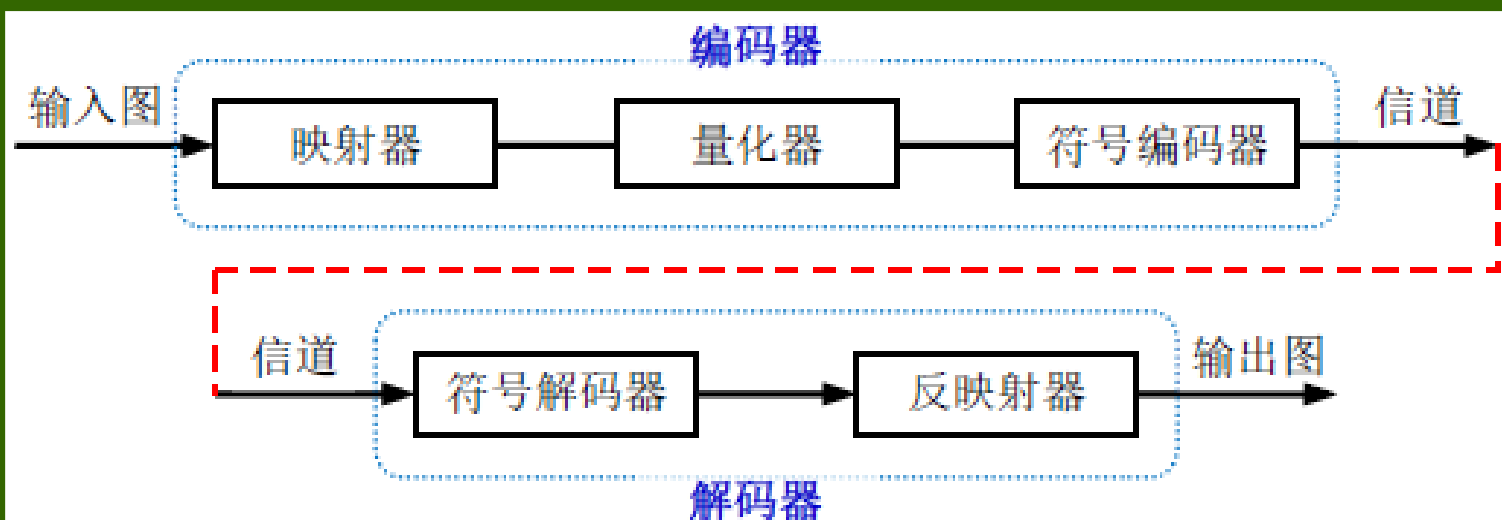 编码器
输入图
映射器
量化器
符号编码器
信道
信道
符号解码器
反映射器
输出图
解码器